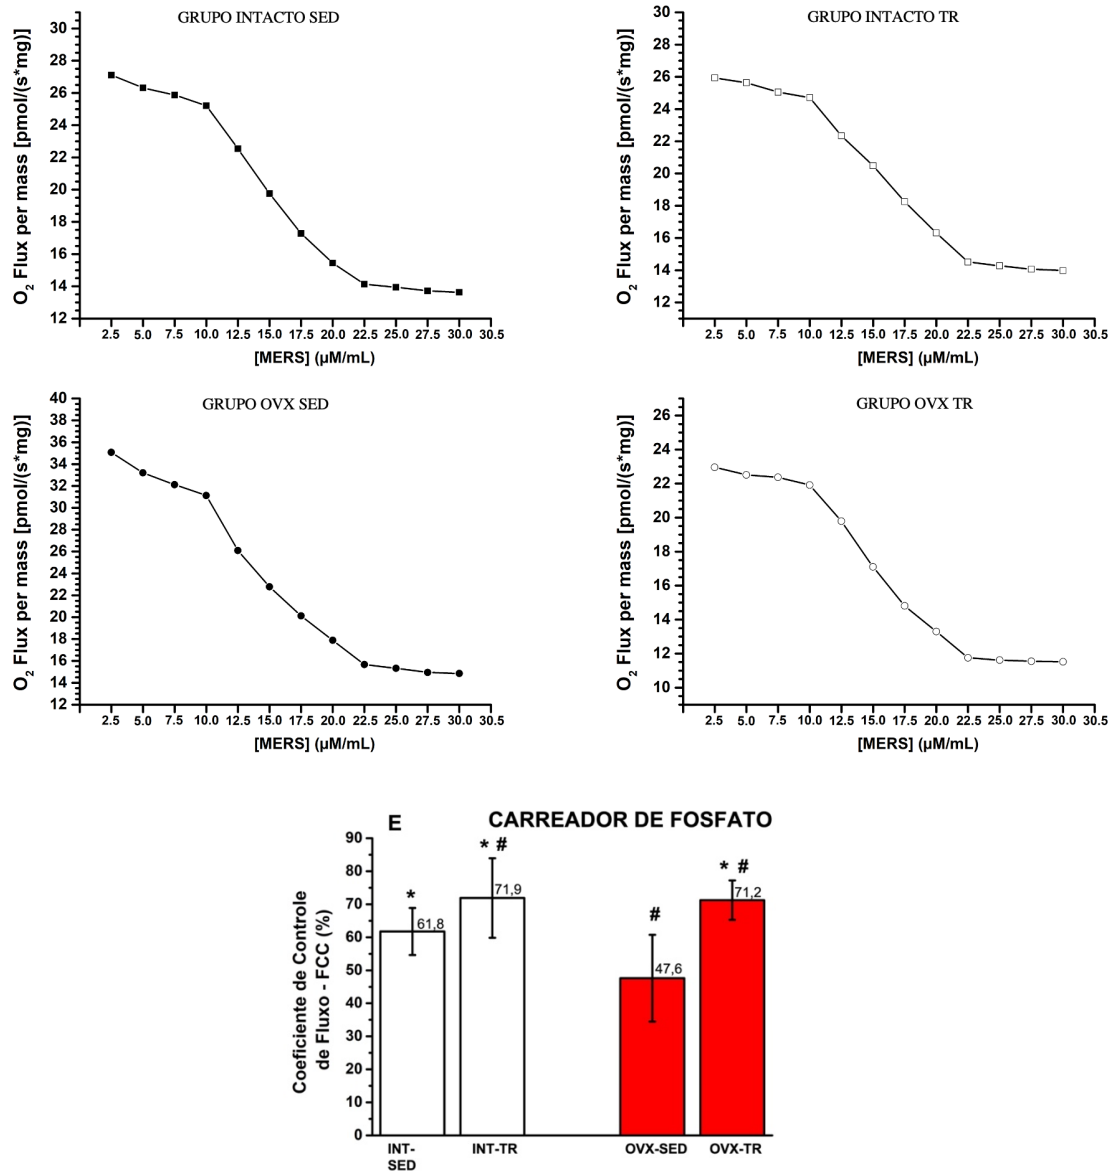 GRUPO INTACTO SED
O2 Flux per mass [pmol/(s*mg)]
30
28
26
24
22
20
18
16
14
12
2.5 5.0 7.5 10.0 12.5 15.0 17.5 20.0 22.5 25.0 27.5 30.0 30.5
[MERS] (µM/mL)
GRUPO INTACTO TR
O2 Flux per mass [pmol/(s*mg)]
30
28
26
24
22
20
18
16
14
12
2.5 5.0 7.5 10.0 12.5 15.0 17.5 20.0 22.5 25.0 27.5 30.0 30.5
[MERS] (µM/mL)
GRUPO OVX SED
O2 Flux per mass [pmol/(s*mg)]
40
38
36
34
32
30
28
26
24
22
20
18
16
14
12
2.5 5.0 7.5 10.0 12.5 15.0 17.5 20.0 22.5 25.0 27.5 30.0 30.5
[MERS] (µM/mL)
GRUPO OVX TR
O2 Flux per mass [pmol/(s*mg)]
26
24
22
20
18
16
14
12
10
2.5 5.0 7.5 10.0 12.5 15.0 17.5 20.0 22.5 25.0 27.5 30.0 30.5
[MERS] (µM/mL)
E CARREADOR DE FOSFATO
Coeficiente de Controle
de Fluxo - FCC (%)
90
80
70
60
50
40
30
20
10
0
*
61,8
* #
71,9
#
47,6
* #
71,2
INT-
SED
INT-TR
OVX-SED
OVX-TR